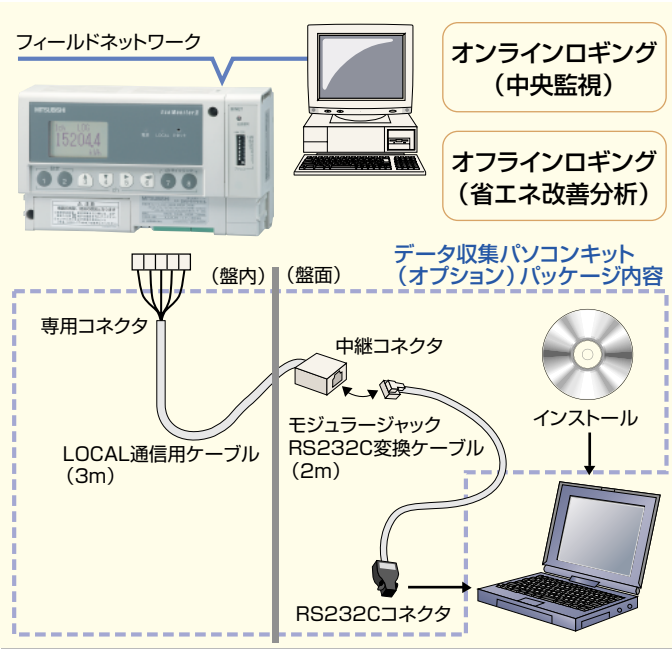 フィールドネットワーク
オンラインロギング
（中央監視）
オフラインロギング
（省エネ改善分析）
MITSUBISHI
15204.4
データ収集パソコンキット
（オプション）パッケージ内容
（盤内）
（盤面）
専用コネクタ
中継コネクタ
LOCAL通信用ケーブル
（3m）
モジュラージャック
RS232C変換ケーブル
（2m）
インストール
RS232Cコネクタ